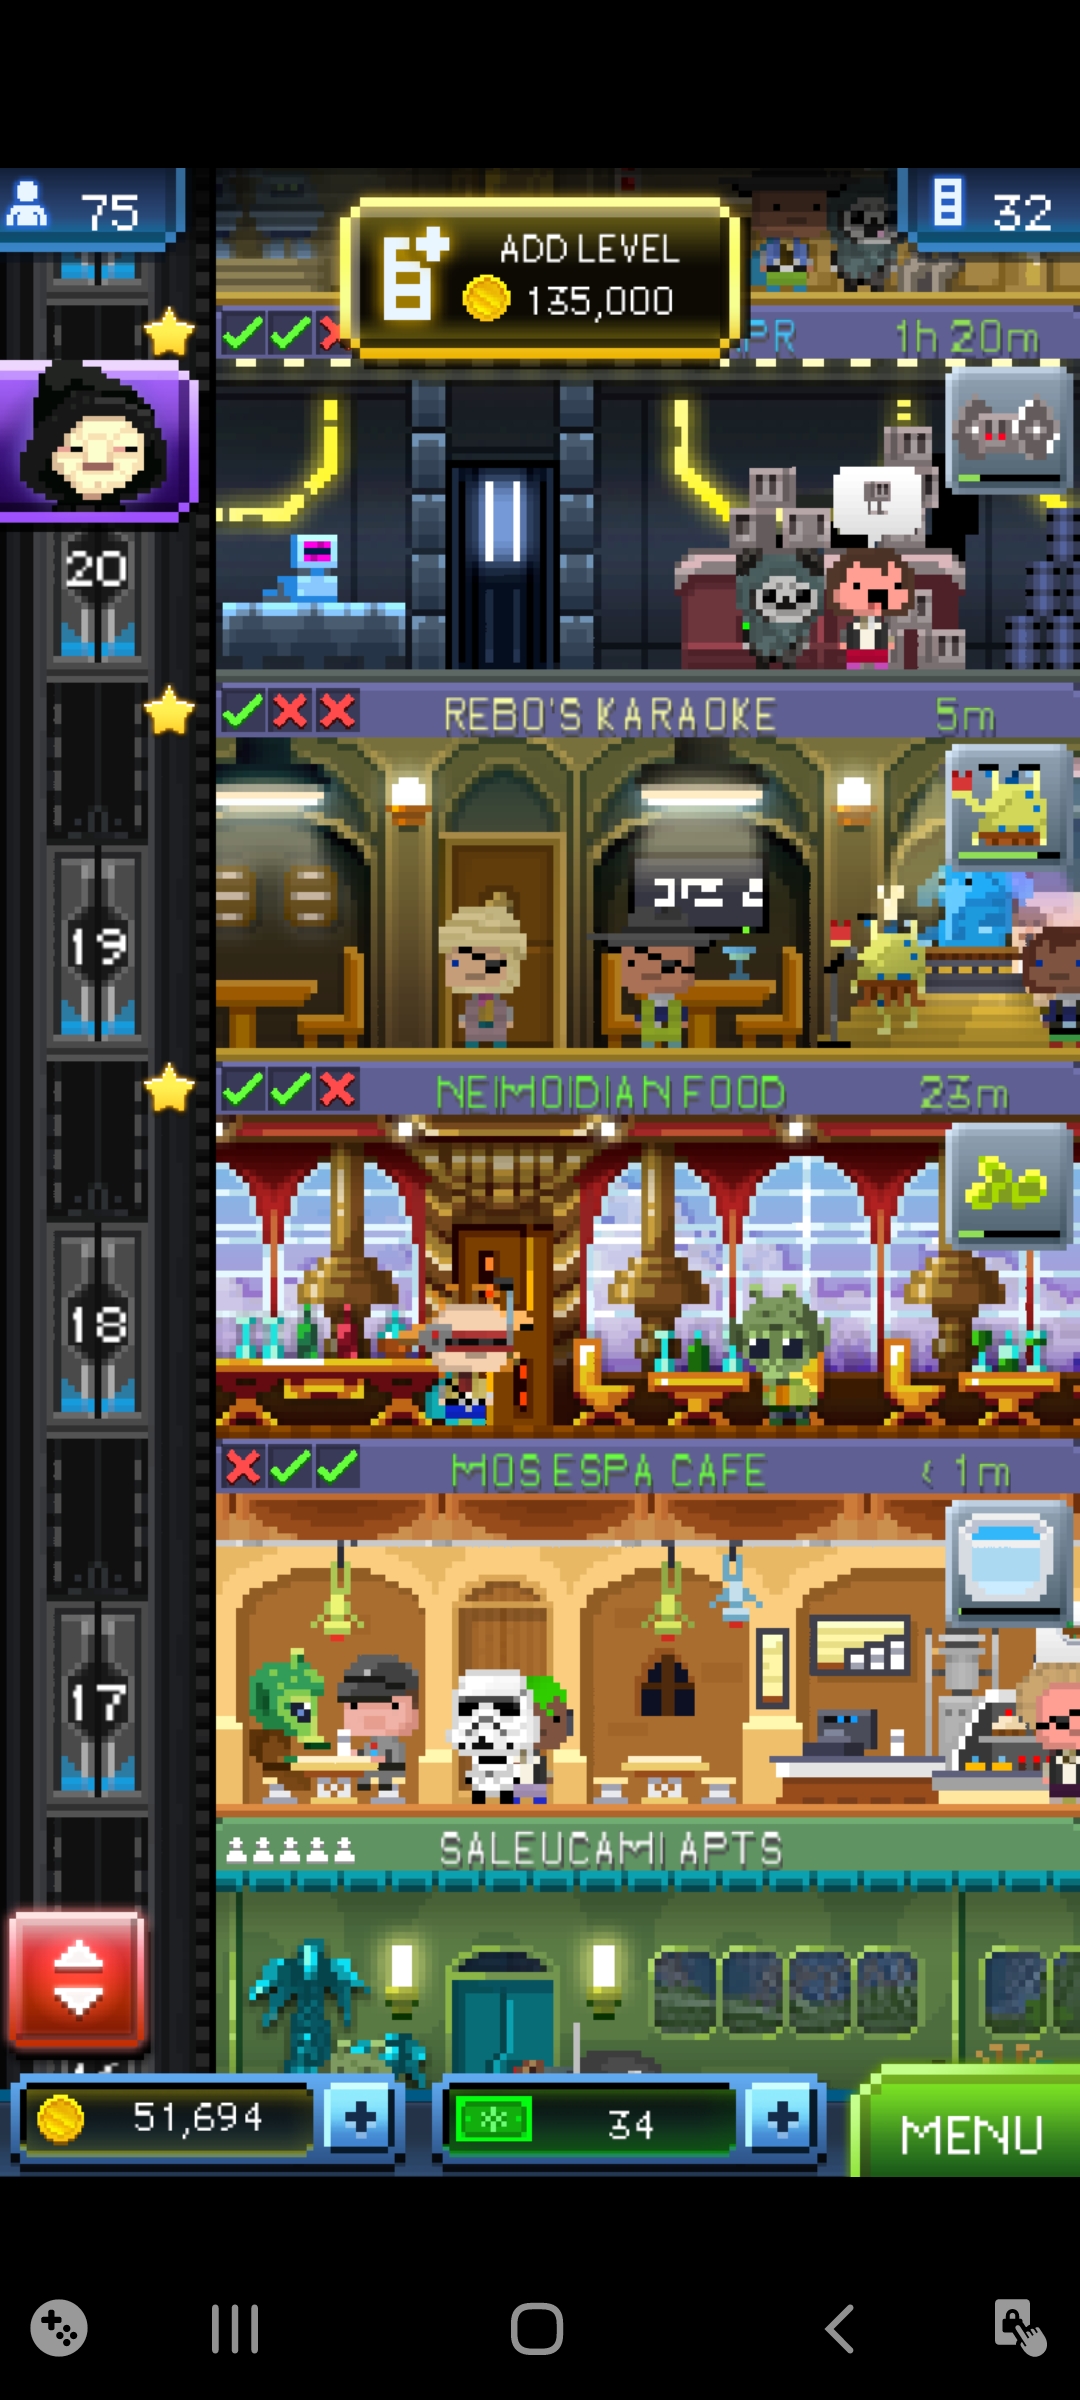 75
32
ADD LEVEL
135,000
PR
1h 20m
20
REBO'S KARAOKE
5m
19
NEIMOIDIAN FOOD
23m
18
MOS ESPA CAFE
< 1m
17
SALEUCAMI APTS
51,694
34
MENU